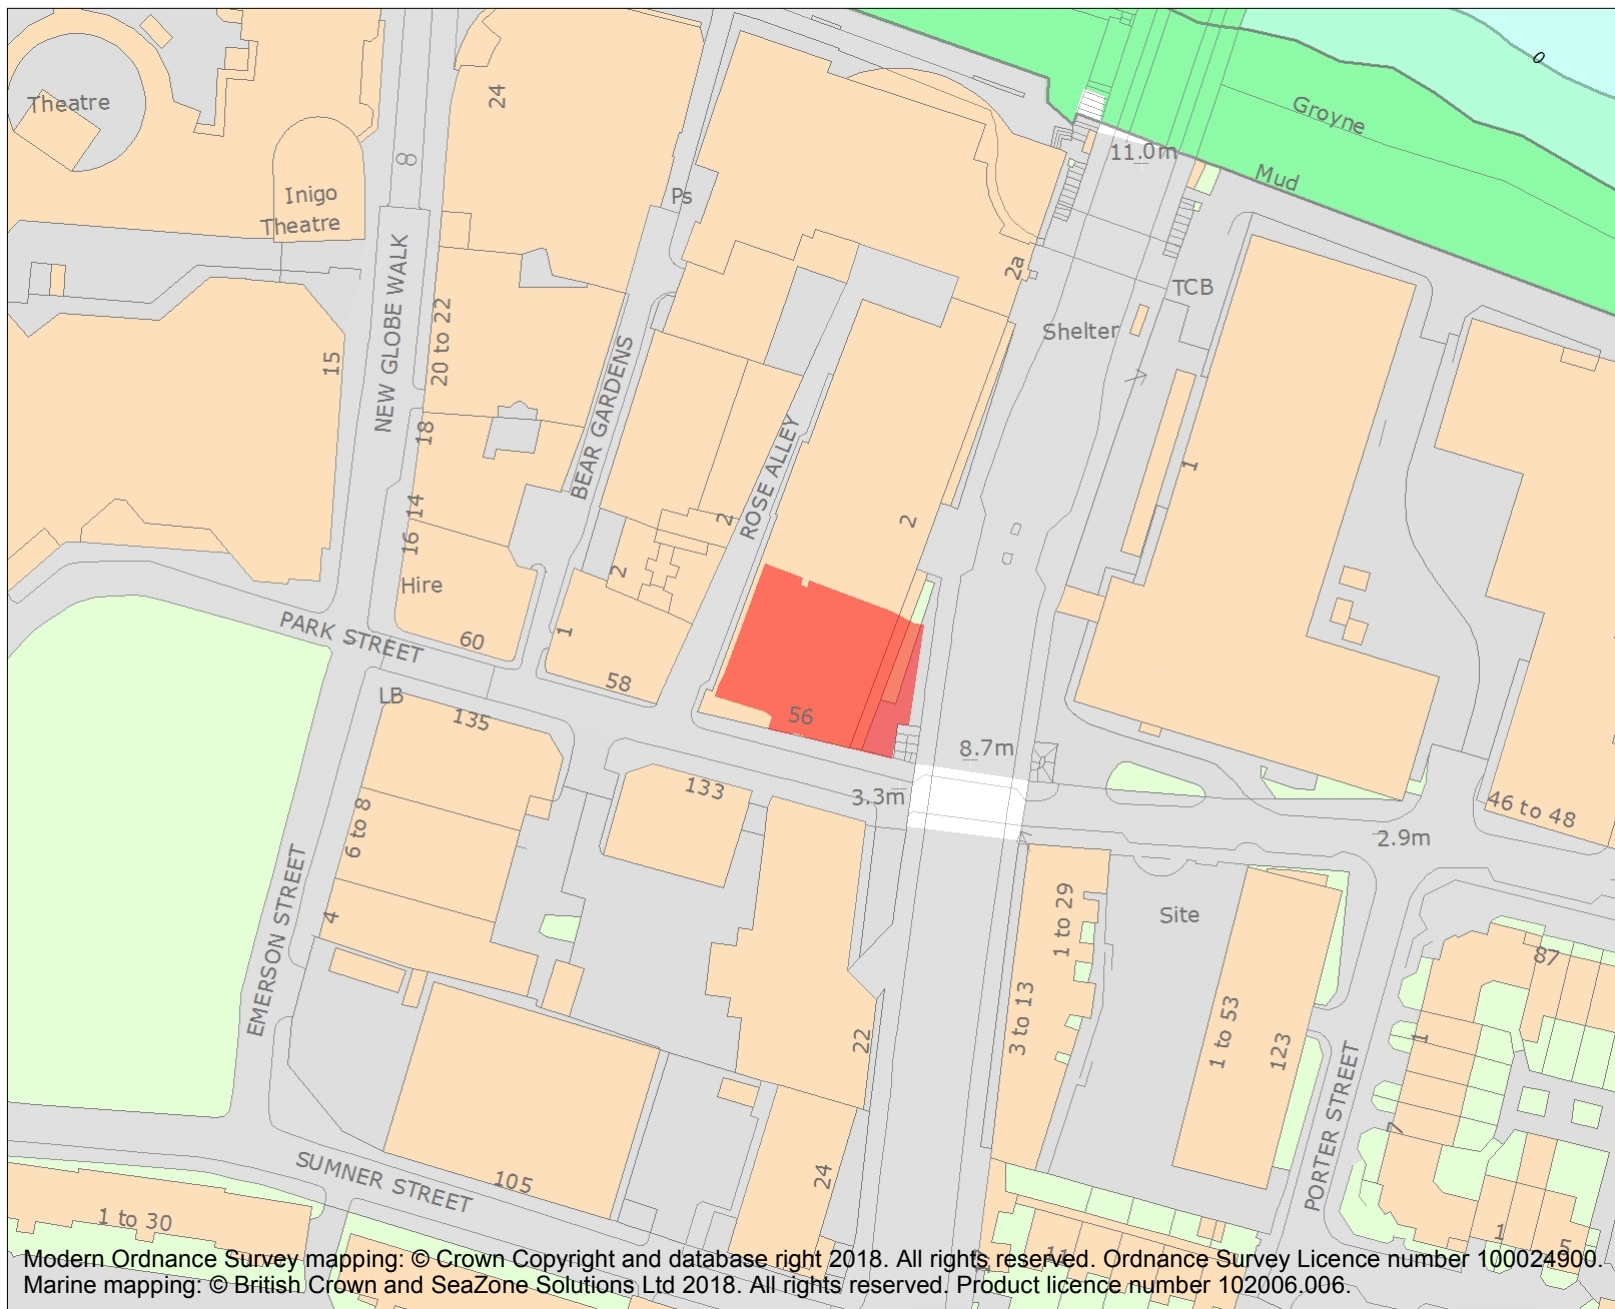 Theatre
24
8
Ps
Groyne
11.0m
Mud
Inigo
Theatre
NEW GLOBE WALK
2a
TCB
Shelter
20 to 22
15
BEAR GARDENS
ROSE ALLEY
18
14
16
2
2
1
Hire
2
PARK STREET
60
1
58
LB
135
56
8.7m
3.3m
133
46 to 48
2.9m
6 to 8
4
EMERSON STREET
1 to 29
Site
87
3 to 13
22
1 to 53
123
1
PORTER STREET
7
SUMNER STREET
105
24
1 to 30
1
11
5
Modern Ordnance Survey mapping: © Crown Copyright and database right 2018. All rights reserved. Ordnance Survey Licence number 100024900.
Marine mapping: © British Crown and SeaZone Solutions Ltd 2018. All rights reserved. Product licence number 102006.006.